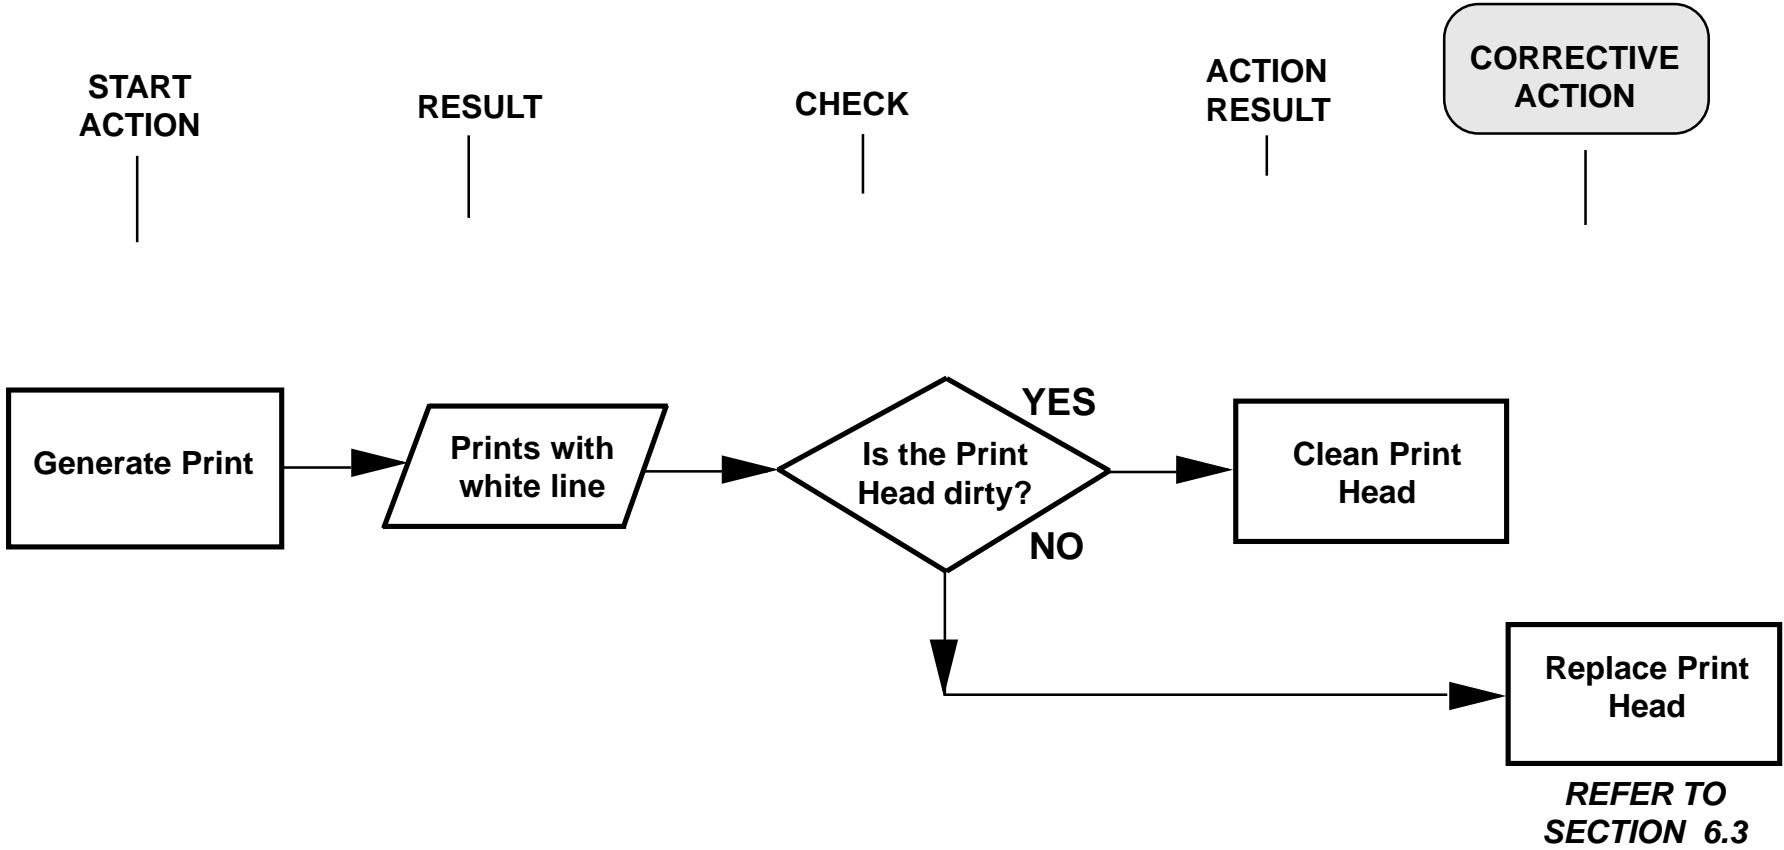 START
ACTION
RESULT
CHECK
ACTION
RESULT
CORRECTIVE
ACTION
Generate Print
Prints with
white line
Is the Print
Head dirty?
YES
NO
Clean Print
Head
Replace Print
Head
REFER TO
SECTION 6.3